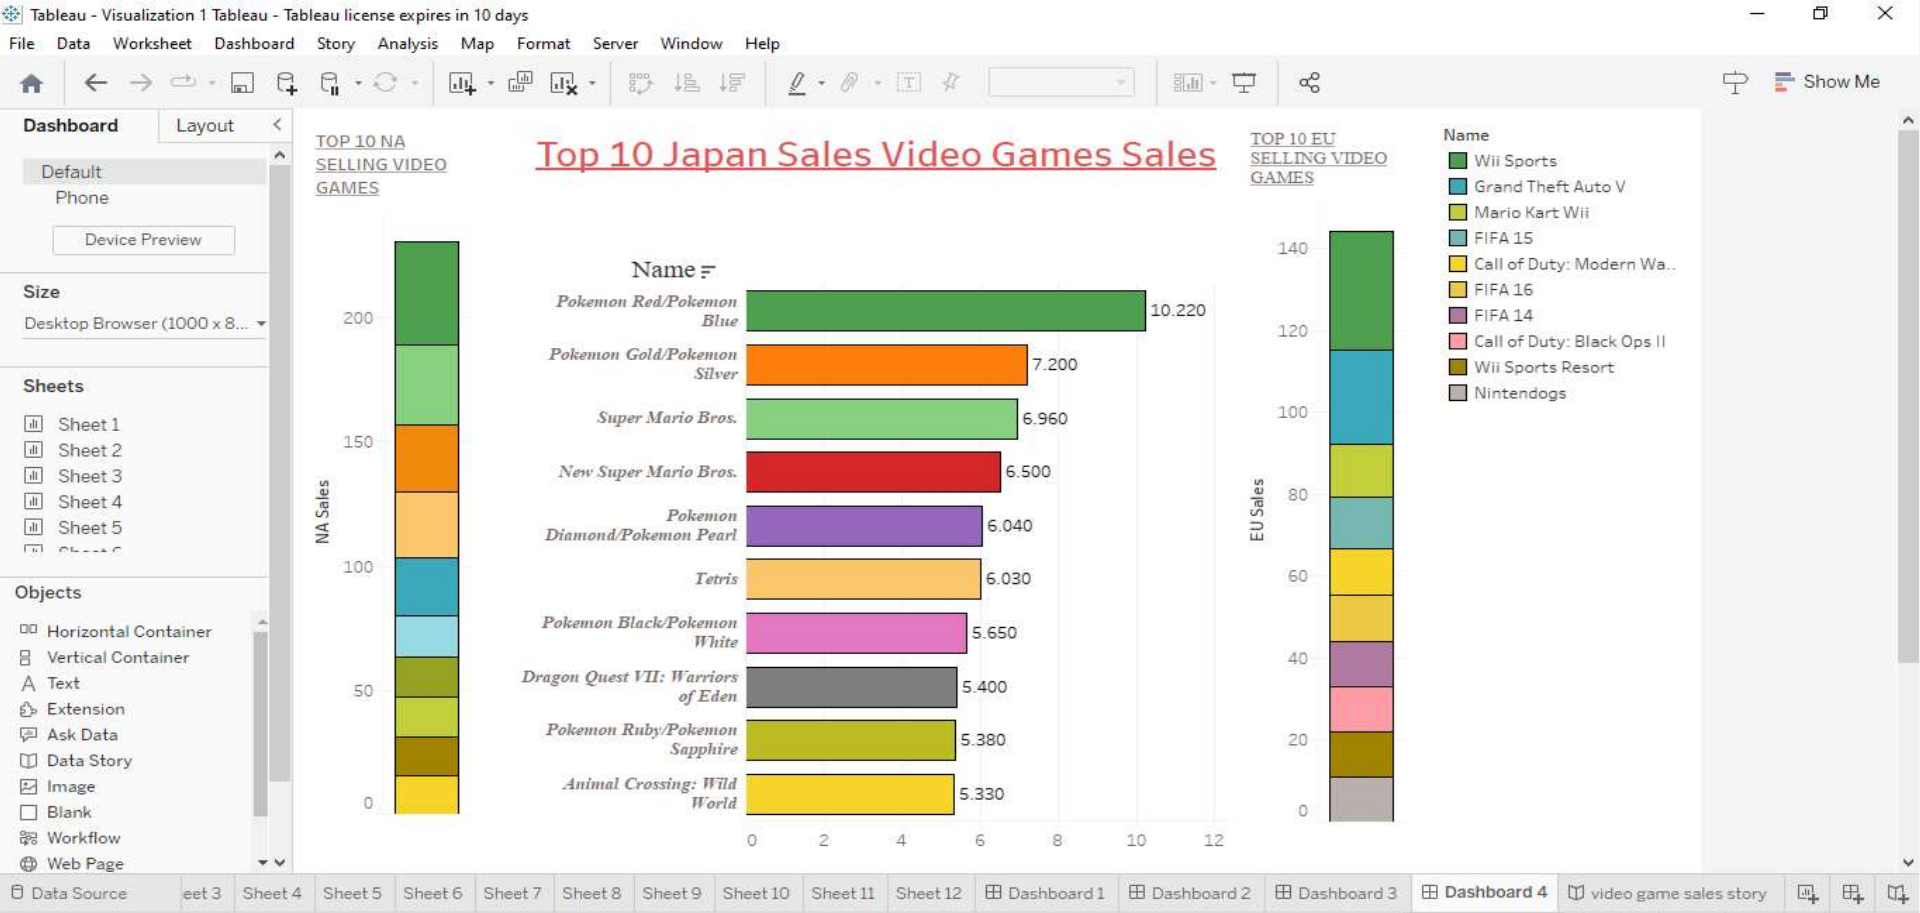 Tableau - Visualization 1 Tableau - Tableau license expires in 10 days
File Data Worksheet Dashboard Story Analysis Map Format Server Window Help
Show Me
Dashboard Layout
Default
Phone
Device Preview
Size
Desktop Browser (1000 x 8...
Sheets
Sheet 1
Sheet 2
Sheet 3
Sheet 4
Sheet 5
Objects
Horizontal Container
Vertical Container
Text
Extension
Ask Data
Data Story
Image
Blank
Workflow
Web Page
TOP 10 NA
SELLING VIDEO
GAMES
200
150
100
50
0
NA Sales
Top 10 Japan Sales Video Games Sales
Name
Pokemon Red/Pokemon
Blue
10.220
Pokemon Gold/Pokemon
Silver
7.200
Super Mario Bros.
6.960
New Super Mario Bros.
6.500
Pokemon
Diamond/Pokemon Pearl
6.040
Tetris
6.030
Pokemon Black/Pokemon
White
5.650
Dragon Quest VII: Warriors
of Eden
5.400
Pokemon Ruby/Pokemon
Sapphire
5.380
Animal Crossing: Wild
World
5.330
0 2 4 6 8 10 12
TOP 10 EU
SELLING VIDEO
GAMES
140
120
100
80
60
40
20
0
EU Sales
Name
Wii Sports
Grand Theft Auto V
Mario Kart Wii
FIFA 15
Call of Duty: Modern Wa..
FIFA 16
FIFA 14
Call of Duty: Black Ops II
Wii Sports Resort
Nintendogs
Data Source eet 3 Sheet 4 Sheet 5 Sheet 6 Sheet 7 Sheet 8 Sheet 9 Sheet 10 Sheet 11 Sheet 12 Dashboard 1 Dashboard 2 Dashboard 3 Dashboard 4 video game sales story